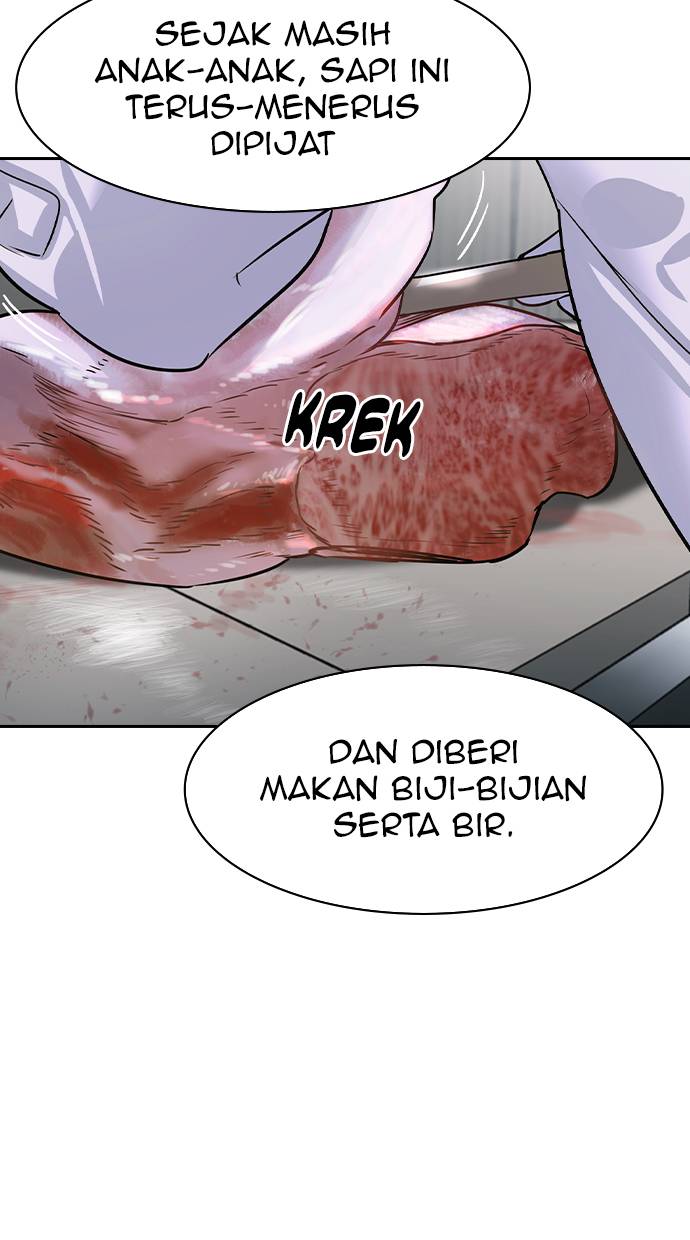 SEJAK MASIH
ANAK-ANAK, SAPI INI
TERUS-MENERUS
DIPIJAT
KREK
DAN DIBERI
MAKAN BIJI-BIJIAN
SERTA BIR.